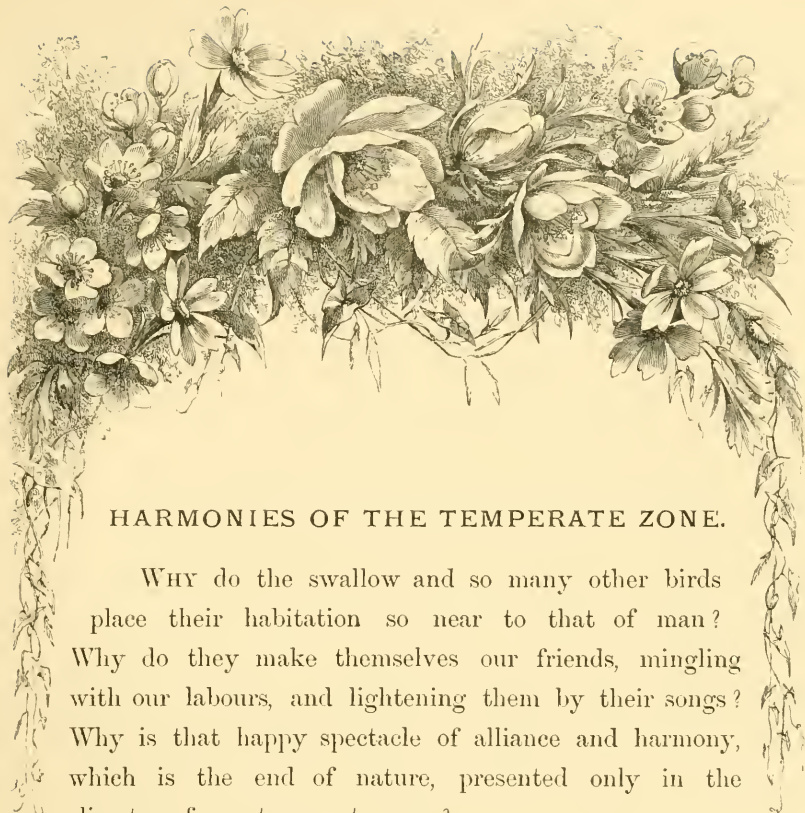 HARMONIES OF THE TEMPERATE ZONE.
WHY do the swallow and so many other birds
place their habitation so near to that of man?
Why do they make themselves our friends, mingling
with our labours, and lightening them by their songs?
Why is that happy spectacle of alliance and harmony,
which is the end of nature, presented only in the